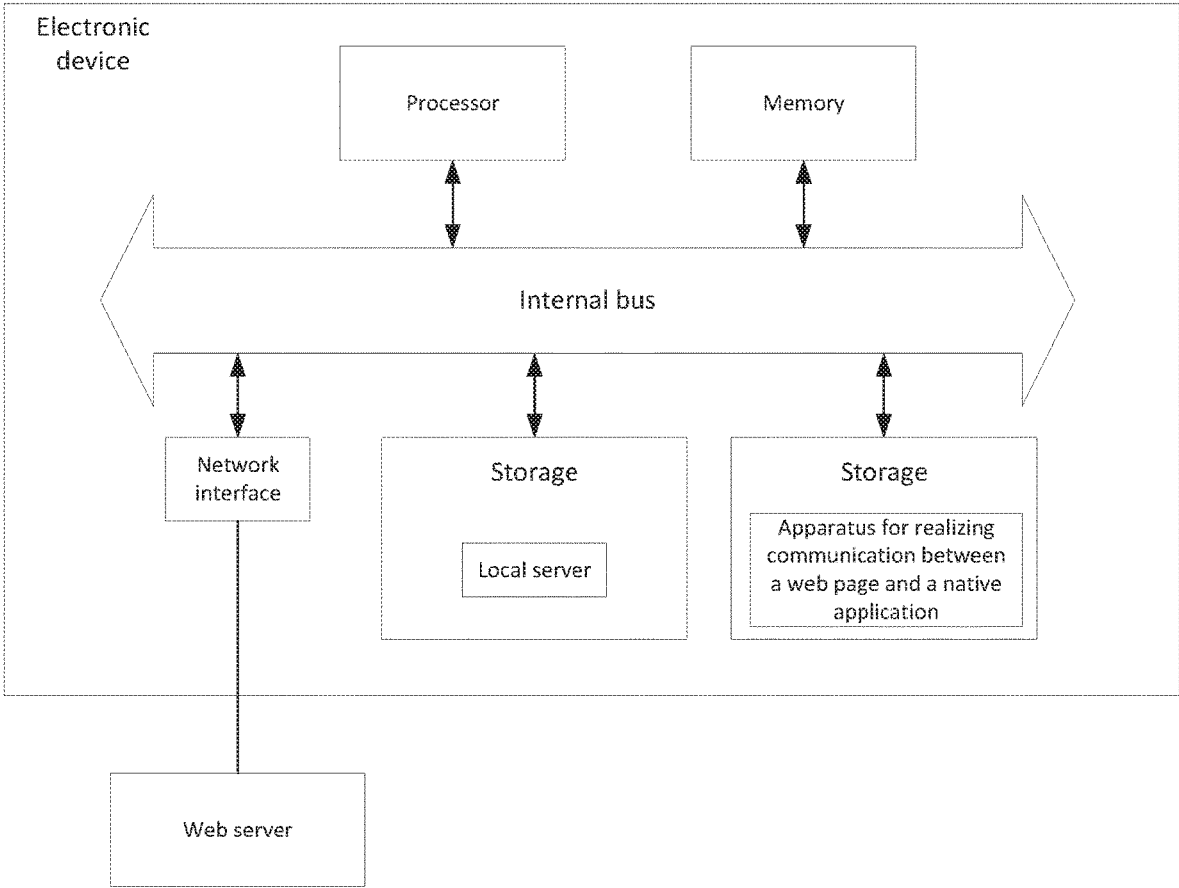 Electronic
device
Processor
Memory
Internal bus
Network
interface
Storage
Local server
Storage
Apparatus for realizing
communication between
a web page and a native
application
Web server